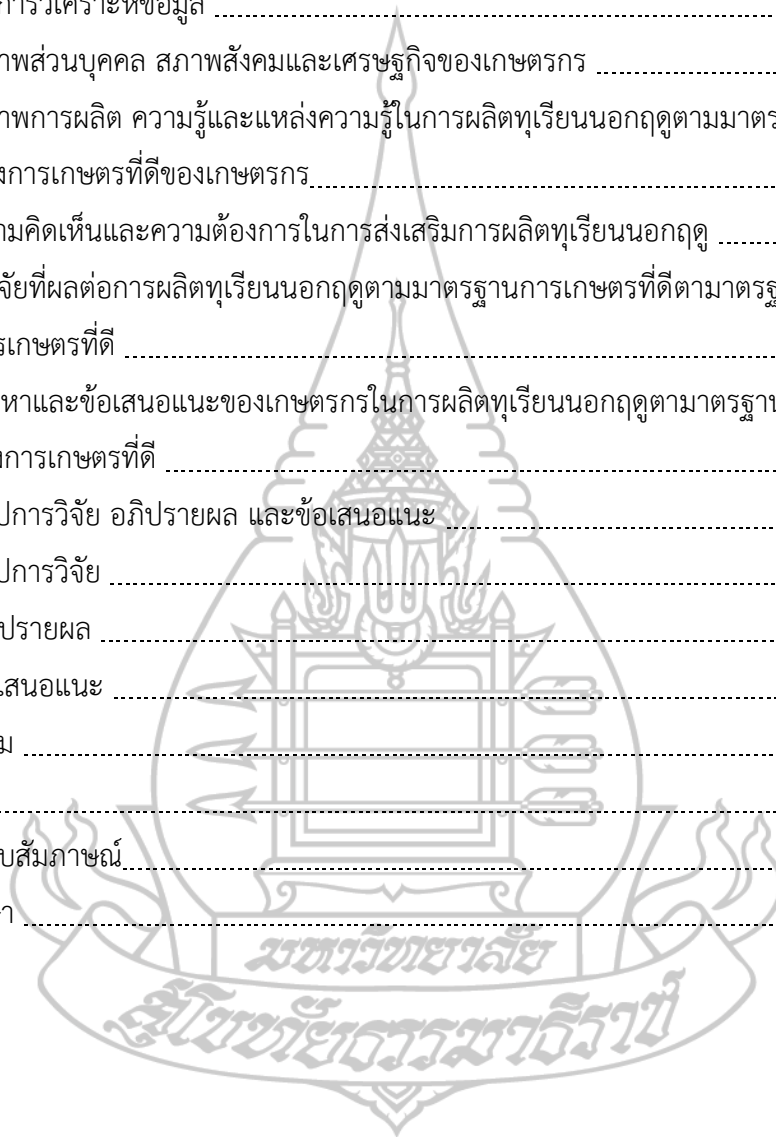 การวิเคราะห์ข้อมูล
าพส่วนบุคคล สภาพสังคมและเศรษฐกิจของเกษตรกร
าพการผลิต ความรู้และแหล่งความรู้ในการผลิตทุเรียนนอกฤดูตามมาตร
งการเกษตรที่ดีของเกษตรกร
ามคิดเห็นและความต้องการในการส่งเสริมการผลิตทุเรียนนอกฤดู
จัยที่ผลต่อการผลิตทุเรียนนอกฤดูตามมาตรฐานการเกษตรที่ดีตามาตรฐ
รเกษตรที่ดี
หาและข้อเสนอแนะของเกษตรกรในการผลิตทุเรียนนอกฤดูตามาตรฐาน
งการเกษตรที่ดี
ปการวิจัย อภิปรายผล และข้อเสนอแนะ
ปการวิจัย
ปรายผล
เสนอแนะ
ม
บสัมภาษณ์
า
มหาวิทยาลัย
สุโขทัยธรรมาธิราช